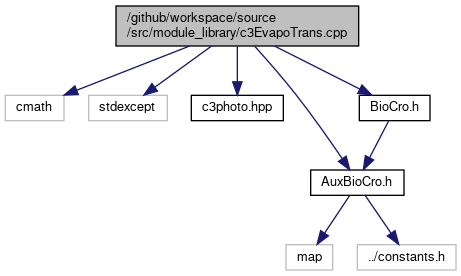 /github/workspace/source
/src/module_library/c3EvapoTrans.cpp
cmath
stdexcept
c3photo.hpp
BioCro.h
AuxBioCro.h
map
../constants.h